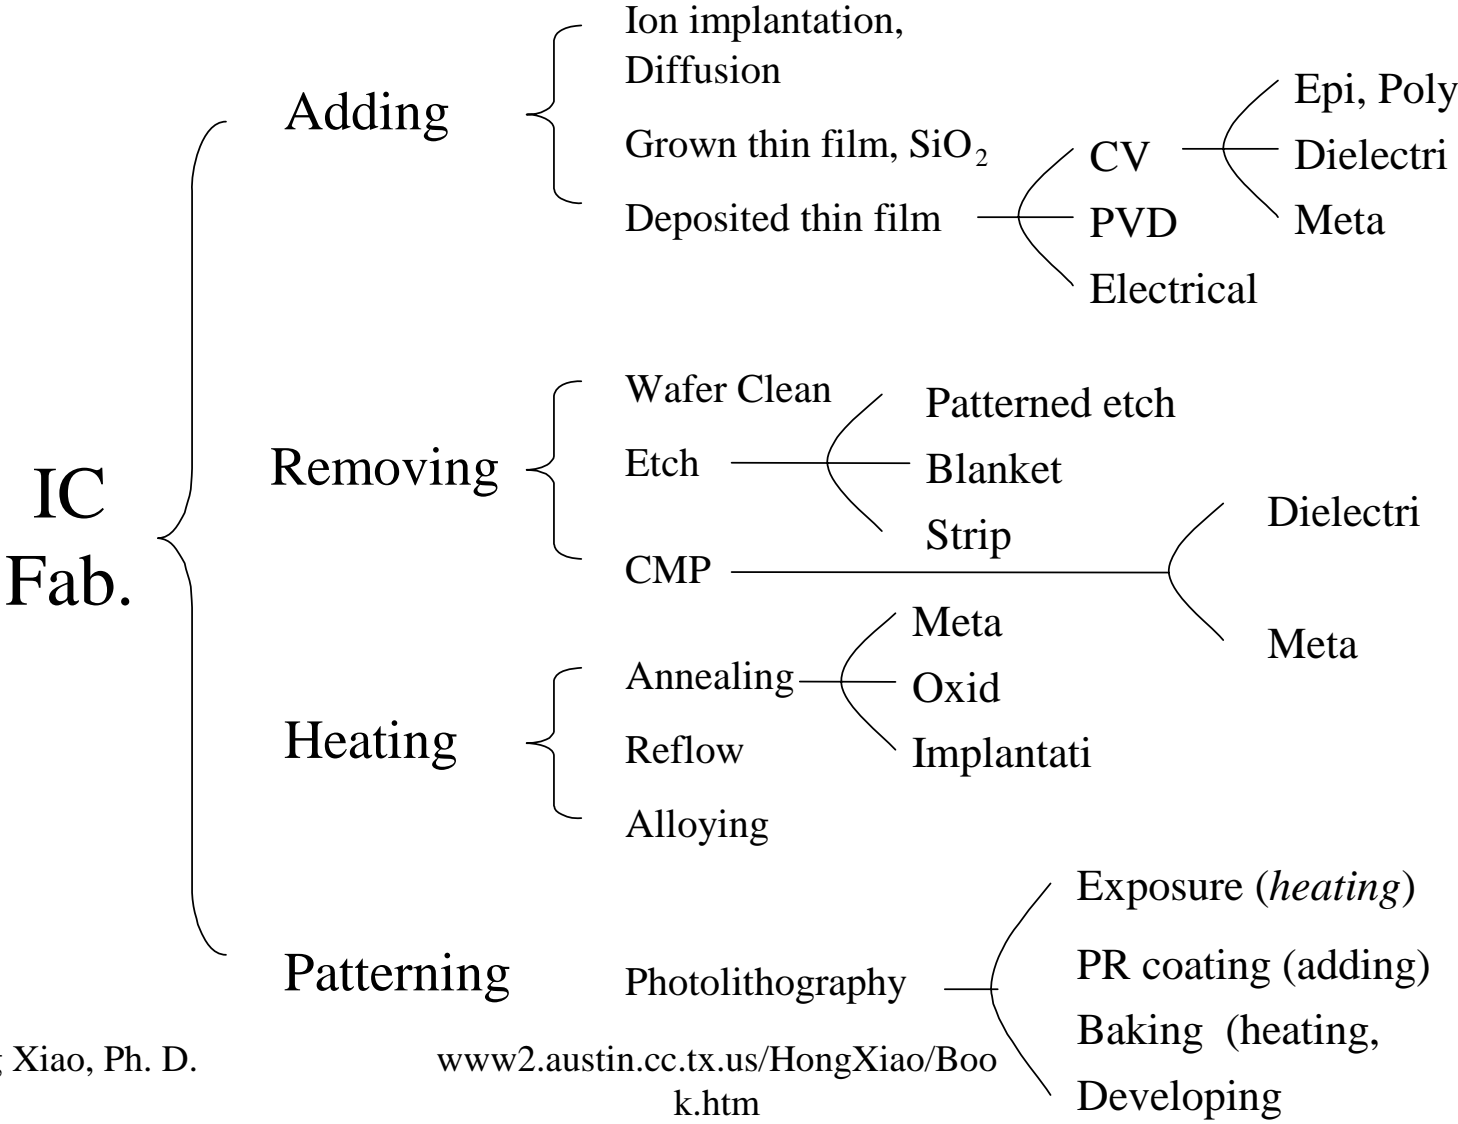 Ion implantation,
Diffusion
Adding
Grown thin film, SiO₂
Deposited thin film
CV
PVD
Electrical
Epi, Poly
Dielectri
Meta
IC
Fab.
Removing
Wafer Clean
Etch
CMP
Patterned etch
Blanket
Strip
Dielectri
Meta
Heating
Annealing
Reflow
Alloying
Meta
Oxid
Implantati
Patterning
Photolithography
Exposure (heating)
PR coating (adding)
Baking (heating,
Developing
Xiao, Ph. D.
www2.austin.cc.tx.us/HongXiao/Boo
k.htm